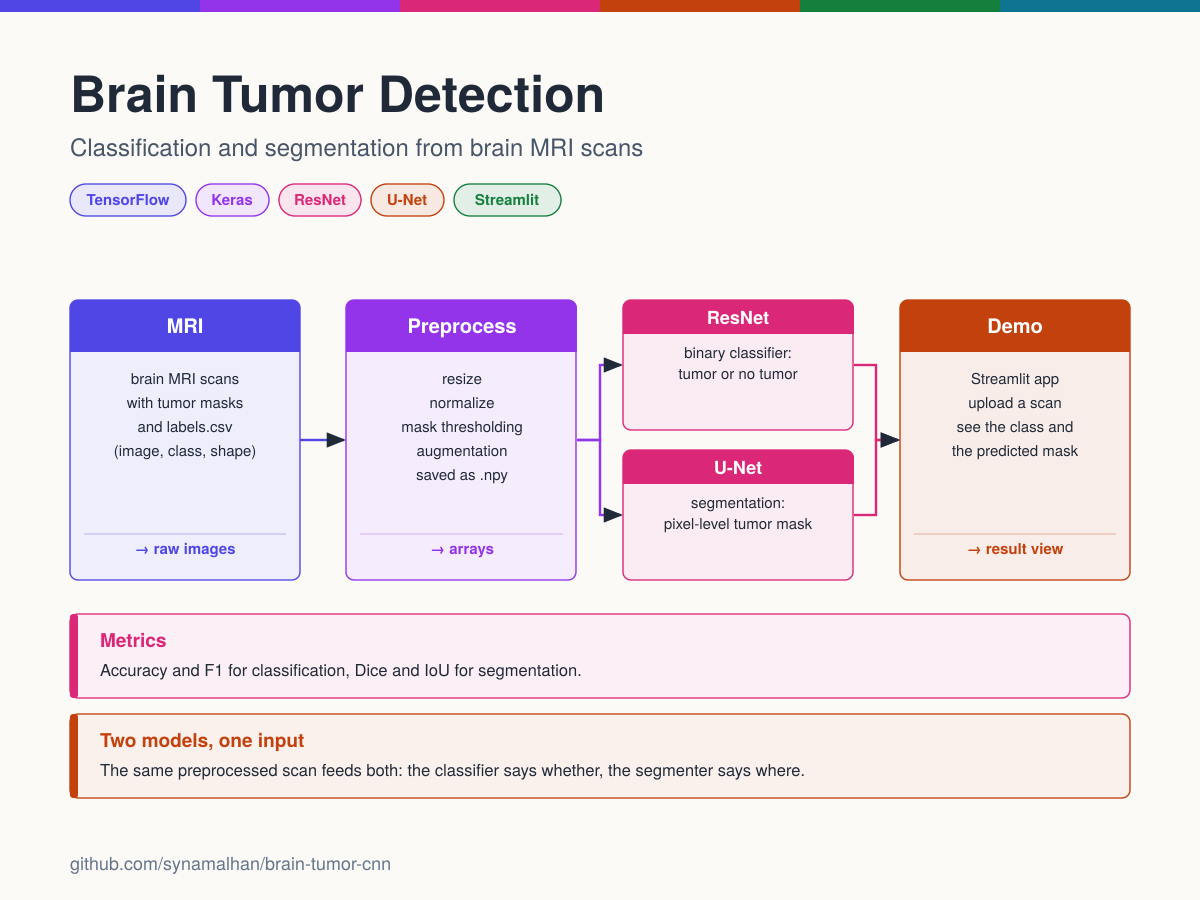 Brain Tumor Detection
Classification and segmentation from brain MRI scans
TensorFlow
Keras
ResNet
U-Net
Streamlit
MRI
brain MRI scans
with tumor masks
and labels.csv
(image, class, shape)
→ raw images
Preprocess
resize
normalize
mask thresholding
augmentation
saved as .npy
→ arrays
ResNet
binary classifier:
tumor or no tumor
U-Net
segmentation:
pixel-level tumor mask
Demo
Streamlit app
upload a scan
see the class and
the predicted mask
→ result view
Metrics
Accuracy and F1 for classification, Dice and IoU for segmentation.
Two models, one input
The same preprocessed scan feeds both: the classifier says whether, the segmenter says where.
github.com/synamalhan/brain-tumor-cnn